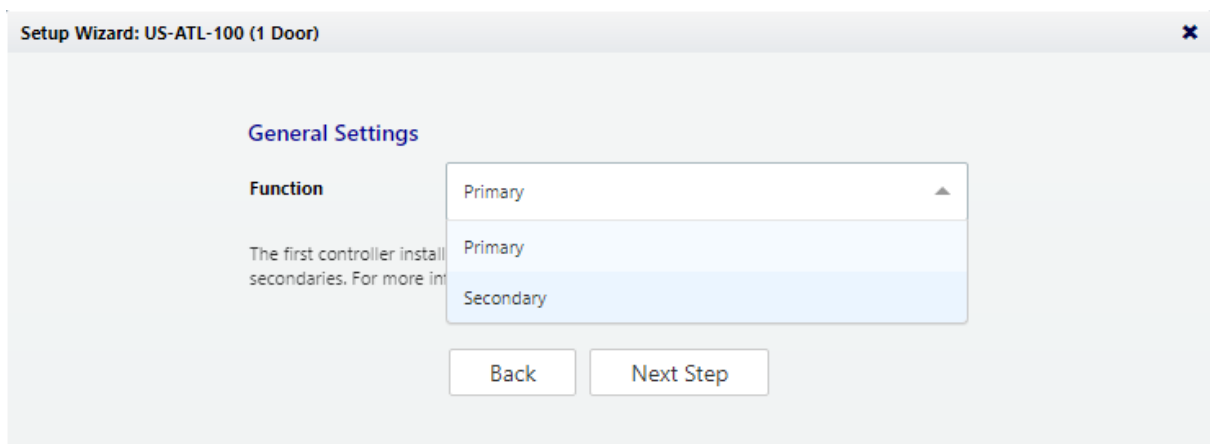 Setup Wizard: US-ATL-100 (1 Door)
General Settings
Function
Primary
Primary
Secondary
The first controller install
secondaries. For more in
Back
Next Step